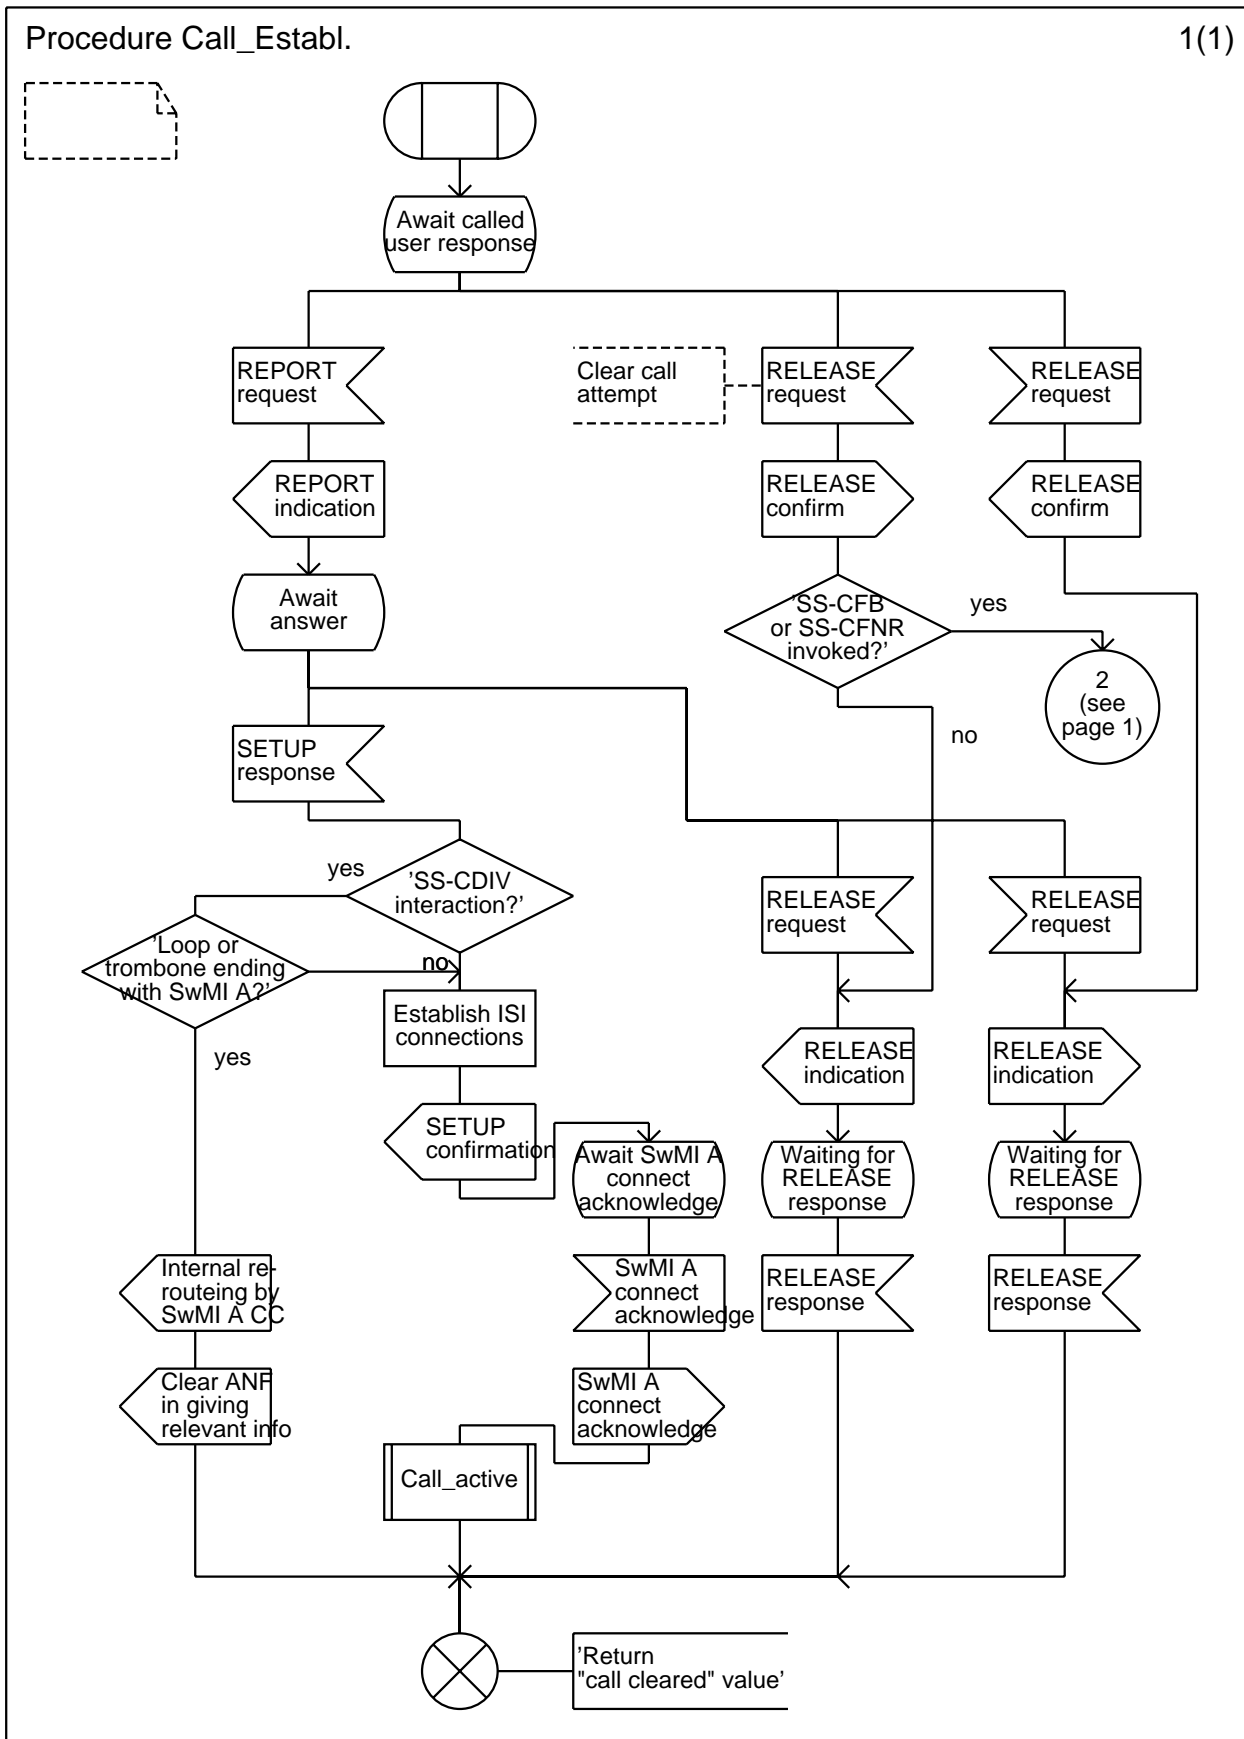 Procedure Call_Establ.
1(1)
Await called
user response
REPORT
request
Clear call
attempt
RELEASE
request
RELEASE
request
REPORT
indication
RELEASE
confirm
RELEASE
confirm
Await
answer
'SS-CFB
or SS-CFNR
invoked?'
yes
2
(see
page 1)
no
SETUP
response
yes
'SS-CDIV
interaction?'
RELEASE
request
RELEASE
request
'Loop or
trombone ending
with SwMI A?'
no
no
yes
Establish ISI
connections
RELEASE
indication
RELEASE
indication
SETUP
confirmation
Await SwMI A
connect
acknowledge
Waiting for
RELEASE
response
Waiting for
RELEASE
response
Internal re-
routeing by
SwMI A CC
SwMI A
connect
acknowledge
RELEASE
response
RELEASE
response
Clear ANF
in giving
relevant info
SwMI A
connect
acknowledge
Call_active
'Return
"call cleared" value'